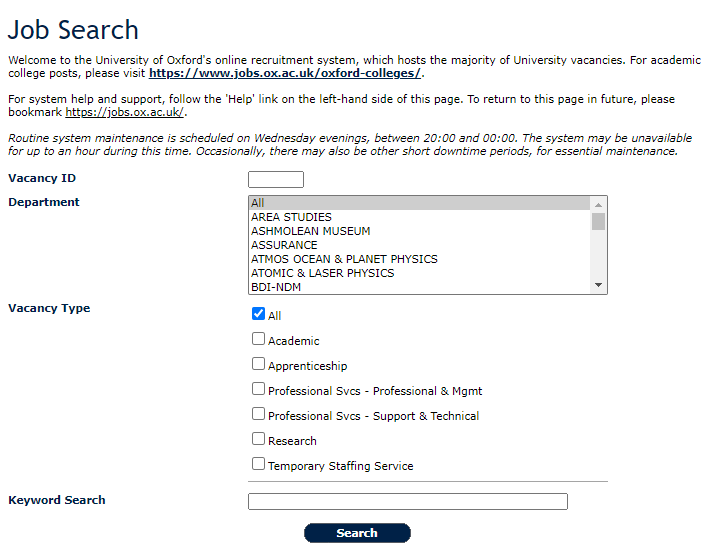 Job Search
Welcome to the University of Oxford's online recruitment system, which hosts the majority of University vacancies. For academic
college posts, please visit https://www.jobs.ox.ac.uk/oxford-colleges/.
For system help and support, follow the 'Help' link on the left-hand side of this page. To return to this page in future, please
bookmark https://jobs.ox.ac.uk/.
Routine system maintenance is scheduled on Wednesday evenings, between 20:00 and 00:00. The system may be unavailable
for up to an hour during this time. Occasionally, there may also be other short downtime periods, for essential maintenance.
Vacancy ID
Department
All
AREA STUDIES
ASHMOLEAN MUSEUM
ASSURANCE
ATMOS OCEAN & PLANET PHYSICS
ATOMIC & LASER PHYSICS
BDI-NDM
Vacancy Type
All
Academic
Apprenticeship
Professional Svcs - Professional & Mgmt
Professional Svcs - Support & Technical
Research
Temporary Staffing Service
Keyword Search
Search